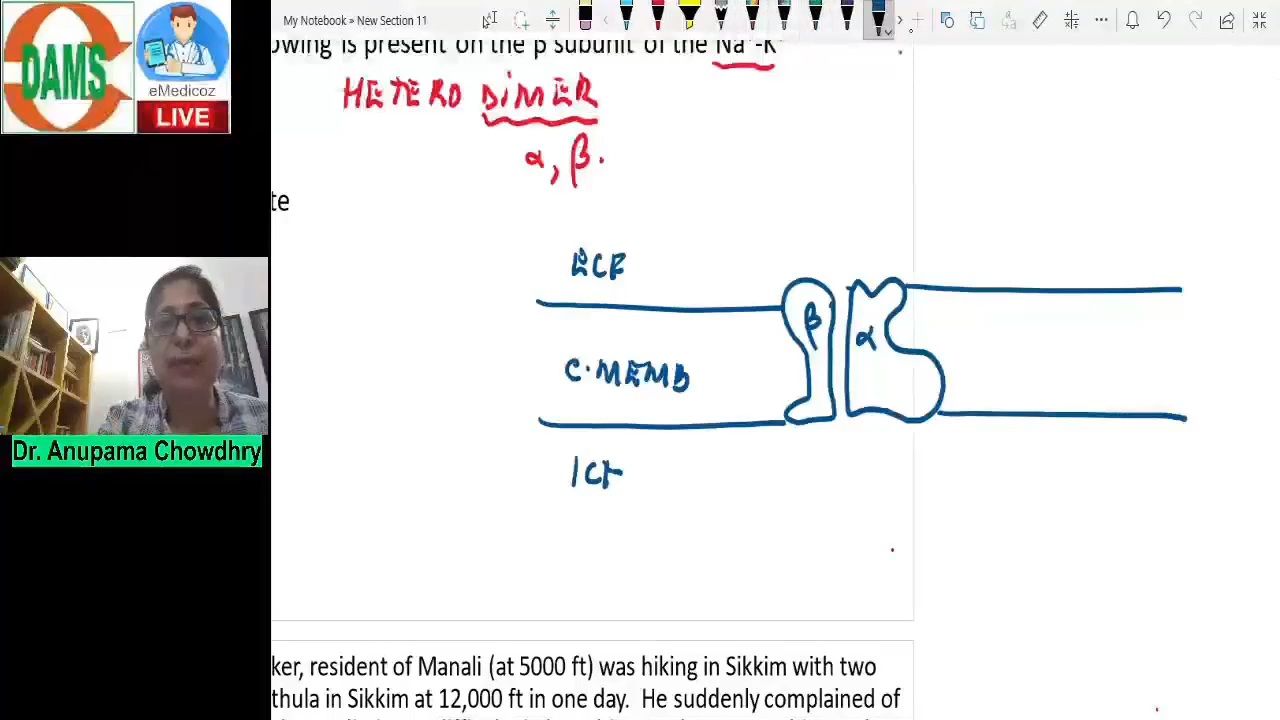 My Notebook » New Section 11
DAMS
eMedicoz
LIVE
owing is present on the β subunit of the Na⁺-K⁺
HETERO DIMER
α, β.
te
ECF
β
α
C.MEMB
ICF
Dr. Anupama Chowdhry
ker, resident of Manali (at 5000 ft) was hiking in Sikkim with two
thula in Sikkim at 12,000 ft in one day. He suddenly complained of